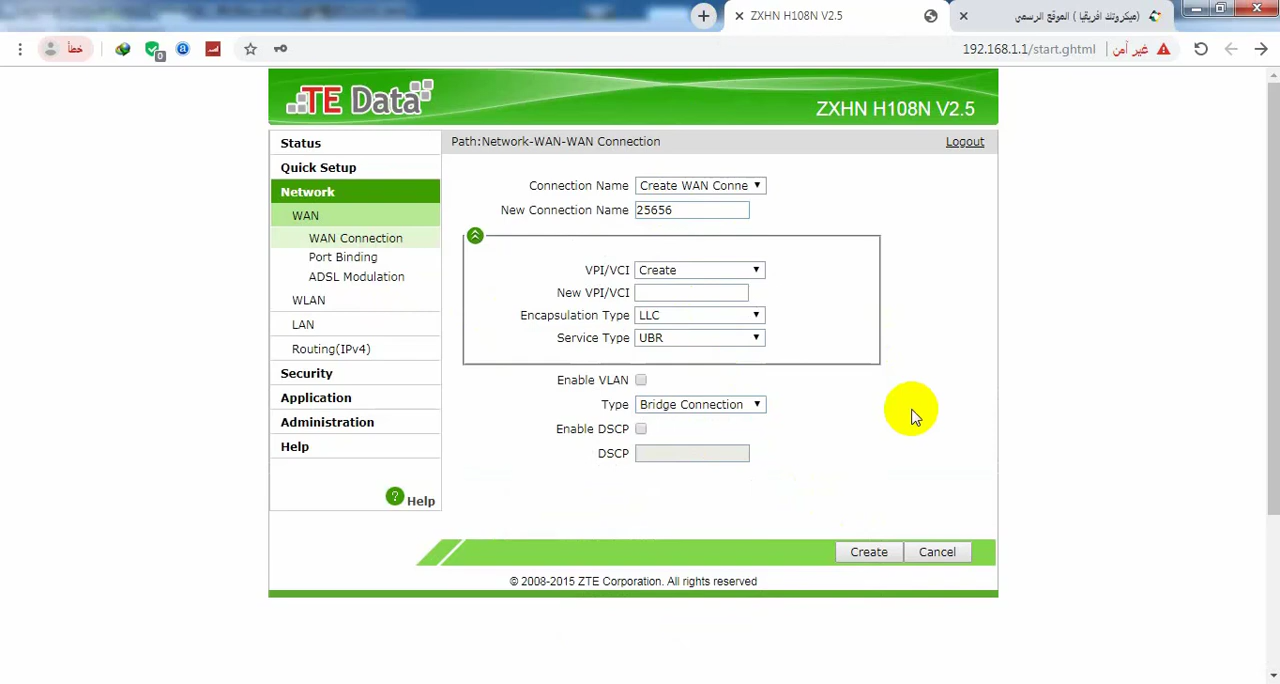 ZXHN H108N V2.5
(ميكروتك افريقيا ) الموقع الرسمي
خطأ
0
192.168.1.1/start.ghtml
غير آمن
TE Data
ZXHN H108N V2.5
Status
Quick Setup
Network
WAN
WAN Connection
Port Binding
ADSL Modulation
WLAN
LAN
Routing(IPv4)
Security
Application
Administration
Help
? Help
Path:Network-WAN-WAN Connection
Logout
Connection Name Create WAN Conne
New Connection Name 25656
VPI/VCI Create
New VPI/VCI
Encapsulation Type LLC
Service Type UBR
Enable VLAN
Type Bridge Connection
Enable DSCP
DSCP
Create Cancel
© 2008-2015 ZTE Corporation. All rights reserved